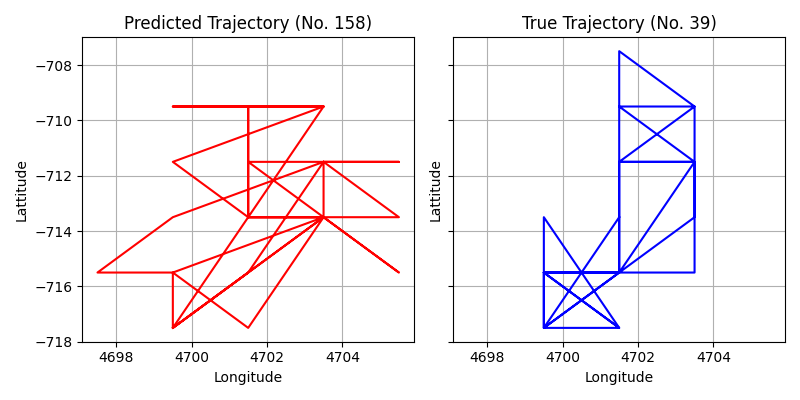 Predicted Trajectory (No. 158)
True Trajectory (No. 39)
Lattitude
−708
−710
−712
−714
−716
−718
4698 4700 4702 4704
Longitude
Lattitude
4698 4700 4702 4704
Longitude